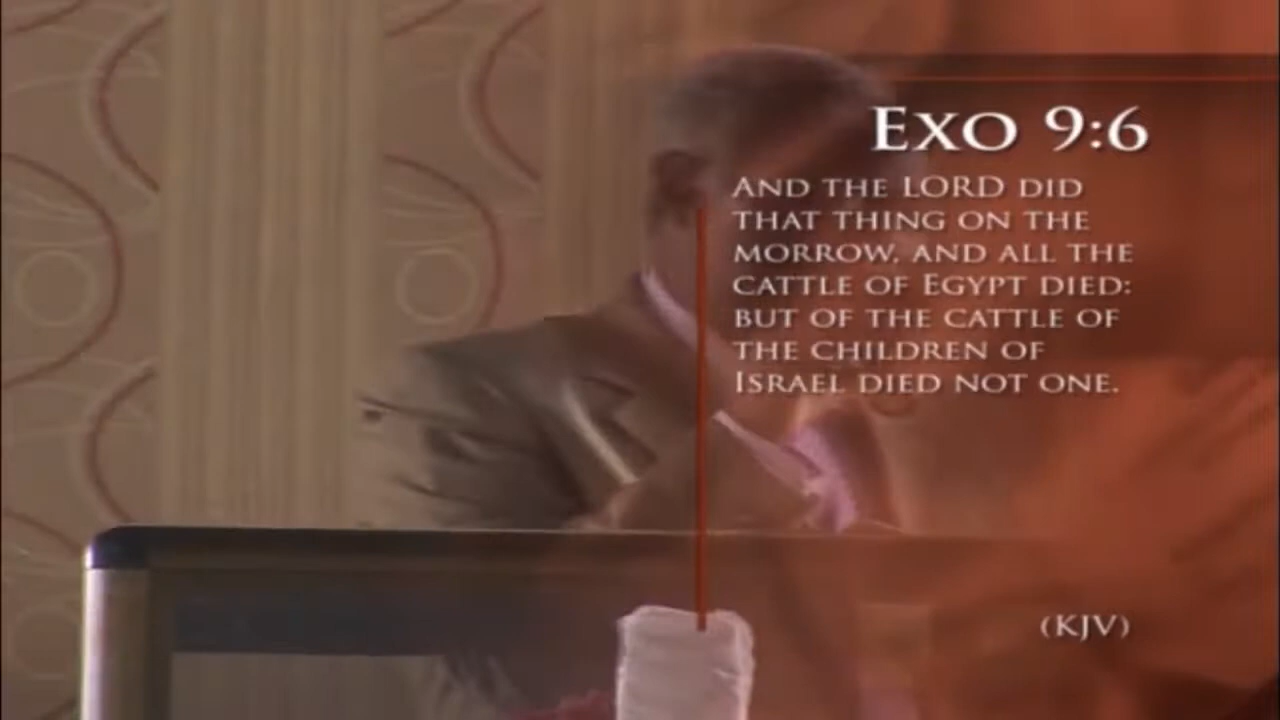 Exo 9:6
And the LORD did
that thing on the
morrow, and all the
cattle of Egypt died:
but of the cattle of
the children of
Israel died not one.
(KJV)